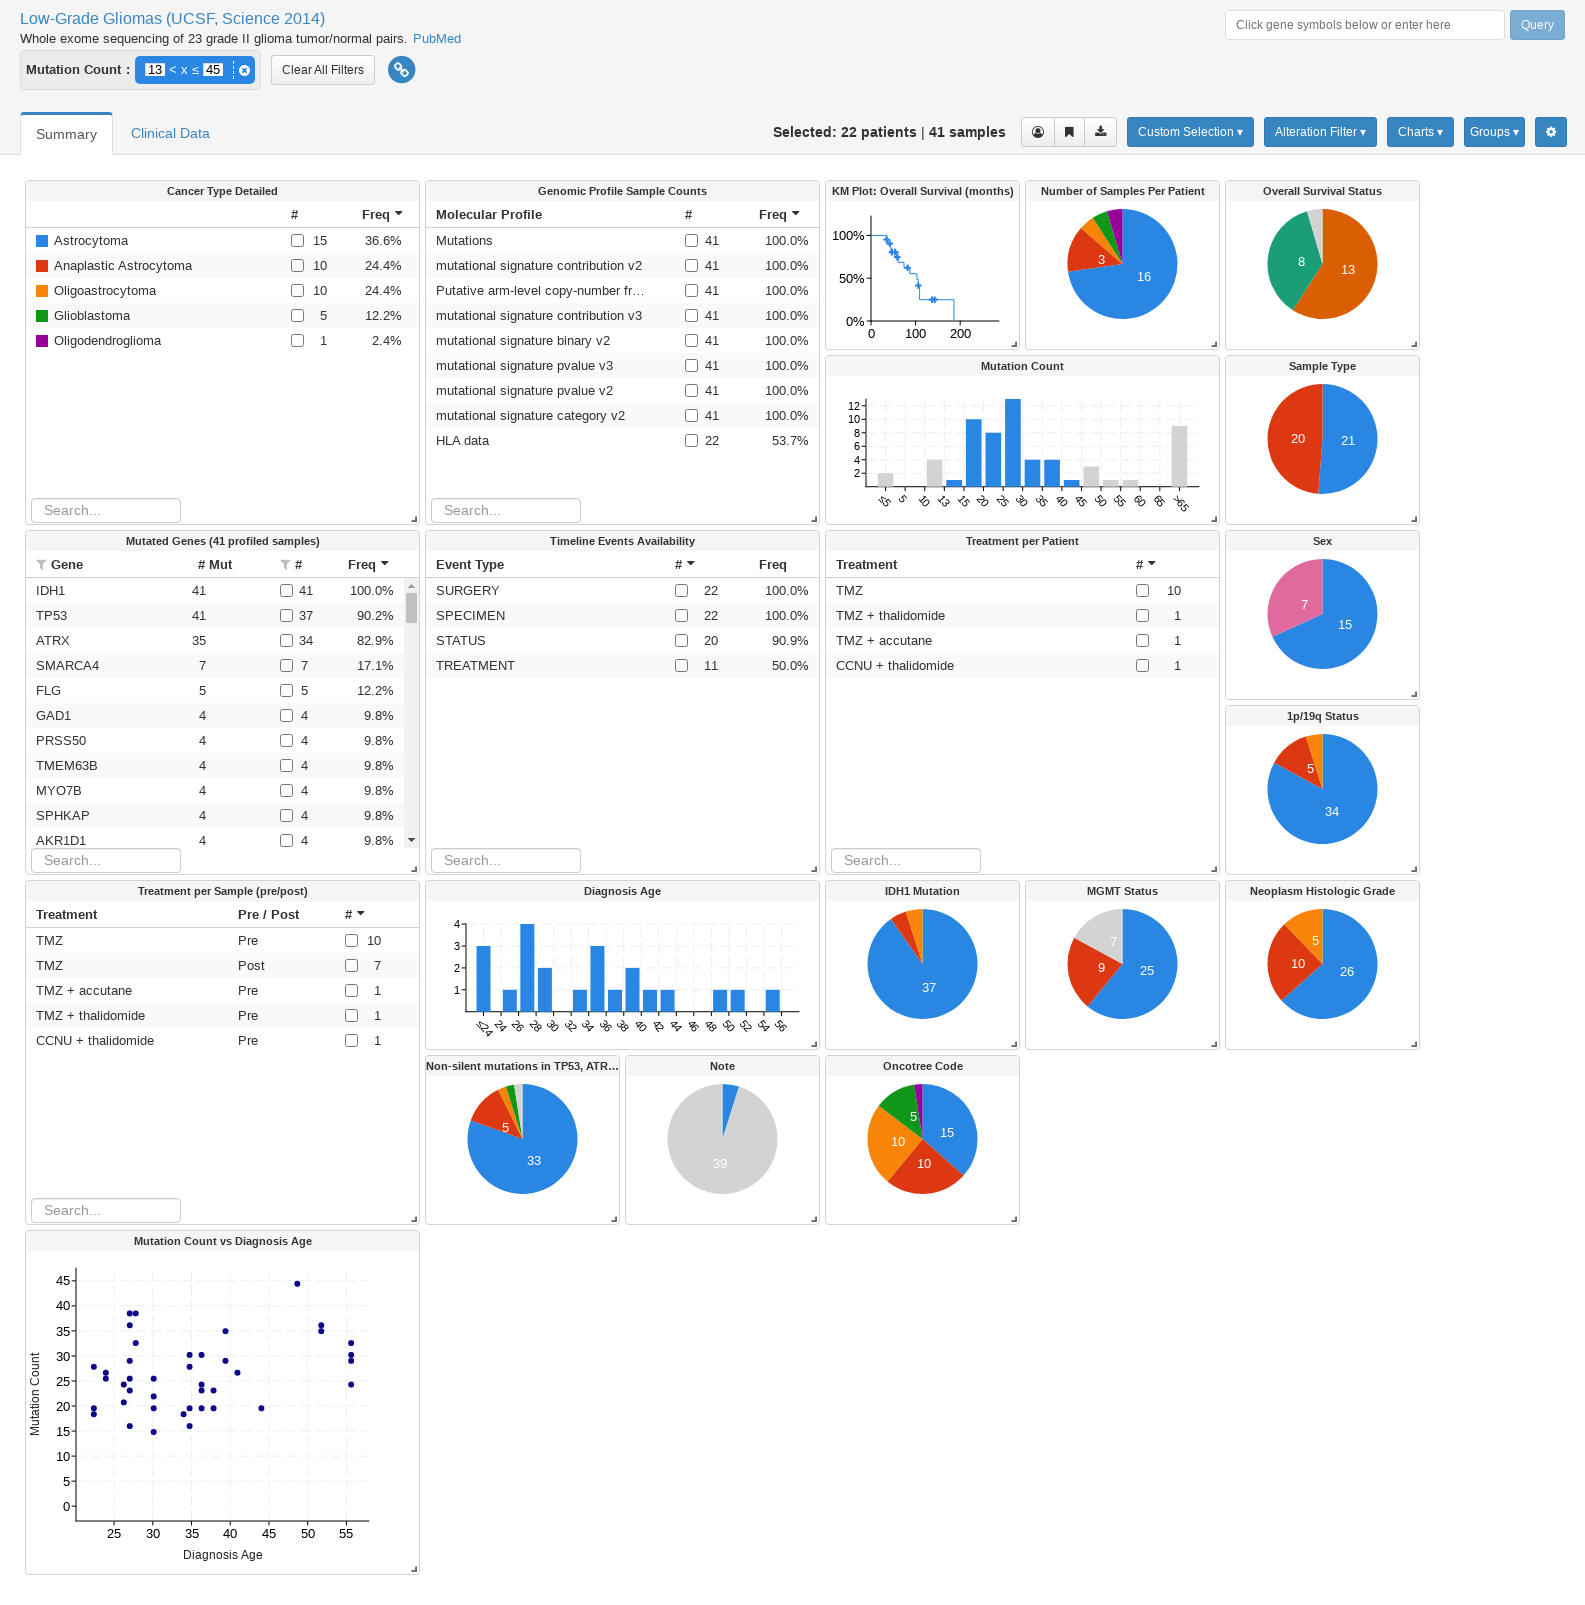 Low-Grade Gliomas (UCSF, Science 2014)
Click gene symbols below or enter here
Query
Whole exome sequencing of 23 grade II glioma tumor/normal pairs. PubMed
Mutation Count : 13 < x ≤ 45
Clear All Filters
Summary
Clinical Data
Selected: 22 patients | 41 samples
Custom Selection ▾
Alteration Filter ▾
Charts ▾
Groups ▾
Cancer Type Detailed
# Freq
Astrocytoma 15 36.6%
Anaplastic Astrocytoma 10 24.4%
Oligoastrocytoma 10 24.4%
Glioblastoma 5 12.2%
Oligodendroglioma 1 2.4%
Search...
Genomic Profile Sample Counts
Molecular Profile # Freq
Mutations 41 100.0%
mutational signature contribution v2 41 100.0%
Putative arm-level copy-number fr… 41 100.0%
mutational signature contribution v3 41 100.0%
mutational signature binary v2 41 100.0%
mutational signature pvalue v3 41 100.0%
mutational signature pvalue v2 41 100.0%
mutational signature category v2 41 100.0%
HLA data 22 53.7%
Search...
KM Plot: Overall Survival (months)
100%
50%
0%
0 100 200
Number of Samples Per Patient
3
16
Overall Survival Status
8
13
Mutation Count
12
10
8
6
4
2
≤5 5 10 13 15 20 25 30 35 40 45 50 55 60 65 >65
Sample Type
20
21
Mutated Genes (41 profiled samples)
Gene # Mut # Freq
IDH1 41 41 100.0%
TP53 41 37 90.2%
ATRX 35 34 82.9%
SMARCA4 7 7 17.1%
FLG 5 5 12.2%
GAD1 4 4 9.8%
PRSS50 4 4 9.8%
TMEM63B 4 4 9.8%
MYO7B 4 4 9.8%
SPHKAP 4 4 9.8%
AKR1D1 4 4 9.8%
Search...
Timeline Events Availability
Event Type # Freq
SURGERY 22 100.0%
SPECIMEN 22 100.0%
STATUS 20 90.9%
TREATMENT 11 50.0%
Search...
Treatment per Patient
Treatment #
TMZ 10
TMZ + thalidomide 1
TMZ + accutane 1
CCNU + thalidomide 1
Search...
Sex
7
15
1p/19q Status
5
34
Treatment per Sample (pre/post)
Treatment Pre / Post #
TMZ Pre 10
TMZ Post 7
TMZ + accutane Pre 1
TMZ + thalidomide Pre 1
CCNU + thalidomide Pre 1
Search...
Diagnosis Age
4
3
2
1
≤24 24 26 28 30 32 34 36 38 40 42 44 46 48 50 52 54 56
IDH1 Mutation
37
MGMT Status
7
9
25
Neoplasm Histologic Grade
5
10
26
Non-silent mutations in TP53, ATR…
5
33
Note
39
Oncotree Code
5
15
10
10
Mutation Count vs Diagnosis Age
Mutation Count
45
40
35
30
25
20
15
10
5
0
25 30 35 40 45 50 55
Diagnosis Age